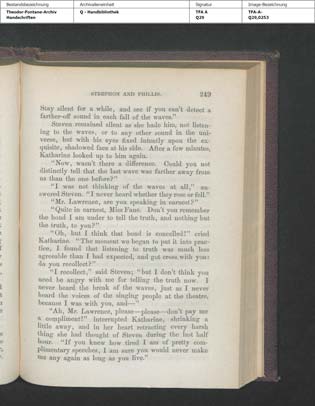 Bestandsbezeichnung Archivalieneinheit Signatur Image-Bezeichnung
Theodor-Fontane-Archiv Q - Handbibliothek TFA A TFA-A-
Handschriften Q29 Q29,0253
STEPHON AND PHILLIS. 249
Stay silent for a while, and see if you can't detect a
farther-off sound in each fall of the waves."
Steven remained silent as she bade him, not listen-
ing to the waves, or to any other sound in the uni-
verse, but with his eyes fixed intently upon the ex-
quisite, shadowed face at his side. After a few minutes,
Katharine looked up to him again.
"Now, wasn't there a difference. Could you not
distinctly tell that the last wave was farther away from
us than the one before?"
"I was not thinking of the waves at all," an-
swered Steven. "I never heard whether they rose or fell."
"Mr. Lawrence, are you speaking in earnest?"
"Quite in earnest, Miss Fane. Don't you remember
the bond I am under to tell the truth, and nothing but
the truth, to you?"
"Oh, but I think that bond is cancelled!" cried
Katharine. "The moment we began to put it into prac-
tice, I found that listening to truth was much less
agreeable than I had expected, and got cross with you:
do you recollect?"
"I recollect," said Steven; "but I don't think you
need be angry with me for telling the truth now. I
never heard the break of the waves, just as I never
heard the voices of the singing people at the theatre,
because I was with you, and—"
"Ah, Mr. Lawrence, please—please—don't pay me
a compliment!" interrupted Katharine, shrinking a
little away, and in her heart retracting every harsh
thing she had thought of Steven during the last half
hour. "If you knew how tired I am of pretty com-
plimentary speeches, I am sure you would never make
me any again as long as you live."